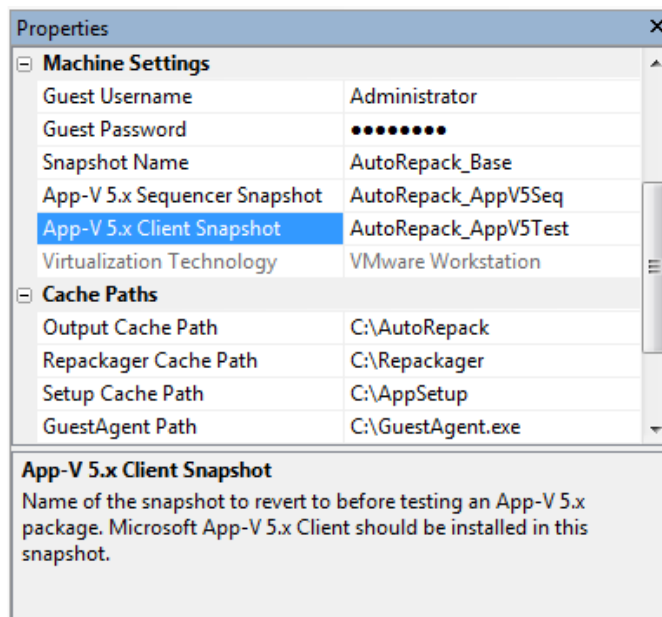 Properties
Machine Settings
Guest Username Administrator
Guest Password ●●●●●●●●
Snapshot Name AutoRepack_Base
App-V 5.x Sequencer Snapshot AutoRepack_AppV5Seq
App-V 5.x Client Snapshot AutoRepack_AppV5Test
Virtualization Technology VMware Workstation
Cache Paths
Output Cache Path C:\AutoRepack
Repackager Cache Path C:\Repackager
Setup Cache Path C:\AppSetup
GuestAgent Path C:\GuestAgent.exe
App-V 5.x Client Snapshot
Name of the snapshot to revert to before testing an App-V 5.x
package. Microsoft App-V 5.x Client should be installed in this
snapshot.